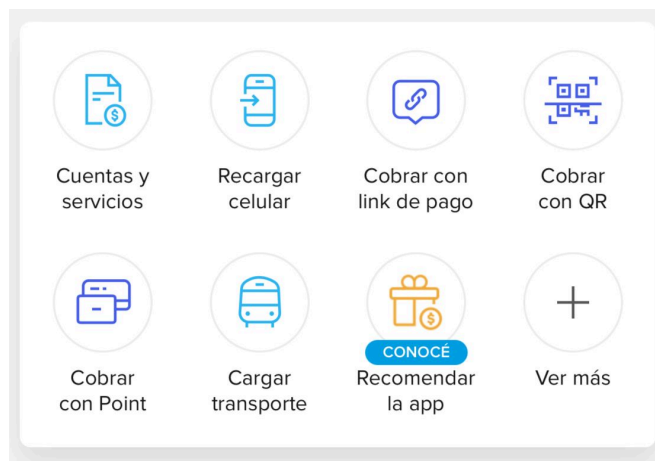 Cuentas y
servicios
Recargar
celular
Cobrar con
link de pago
Cobrar
con QR
Cobrar
con Point
Cargar
transporte
CONOCÉ
Recomendar
la app
Ver más